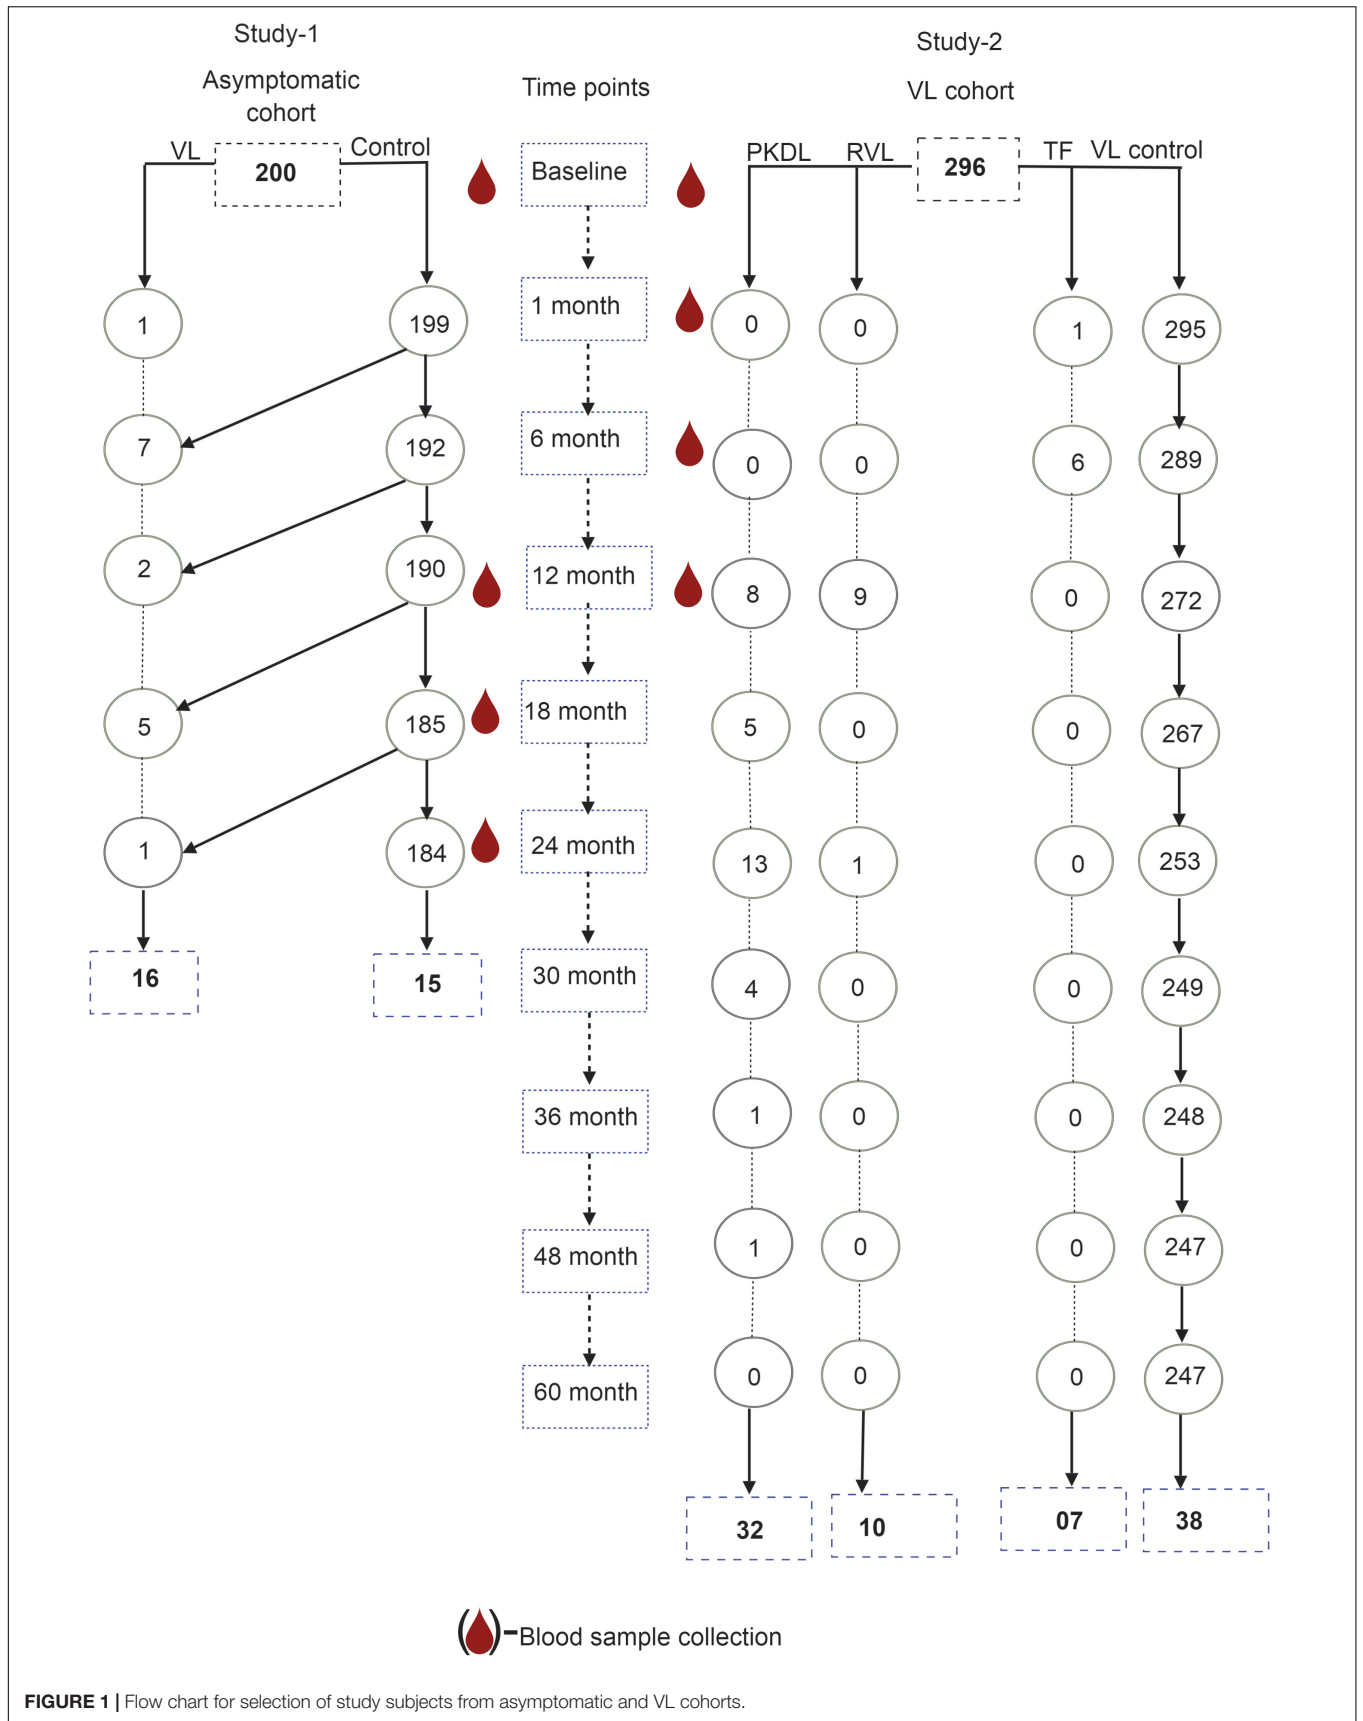 Study-1
Study-2
Asymptomatic
cohort
Time points
VL cohort
VL
200
Control
Baseline
PKDL
RVL
296
TF
VL control
1
199
1 month
0
0
1
295
7
192
6 month
0
0
6
289
2
190
12 month
8
9
0
272
5
185
18 month
5
0
0
267
1
184
24 month
13
1
0
253
16
15
30 month
4
0
0
249
36 month
1
0
0
248
48 month
1
0
0
247
60 month
0
0
0
247
32
10
07
38
( )-Blood sample collection
FIGURE 1 | Flow chart for selection of study subjects from asymptomatic and VL cohorts.